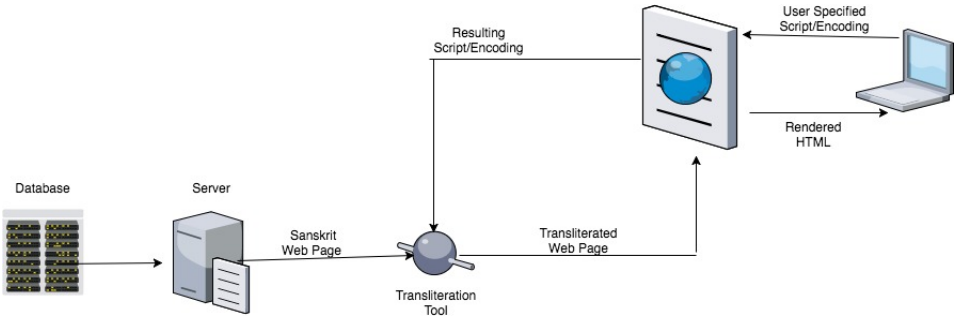 User Specified
Script/Encoding
Resulting
Script/Encoding
Rendered
HTML
Database
Server
Sanskrit
Web Page
Transliterated
Web Page
Transliteration
Tool